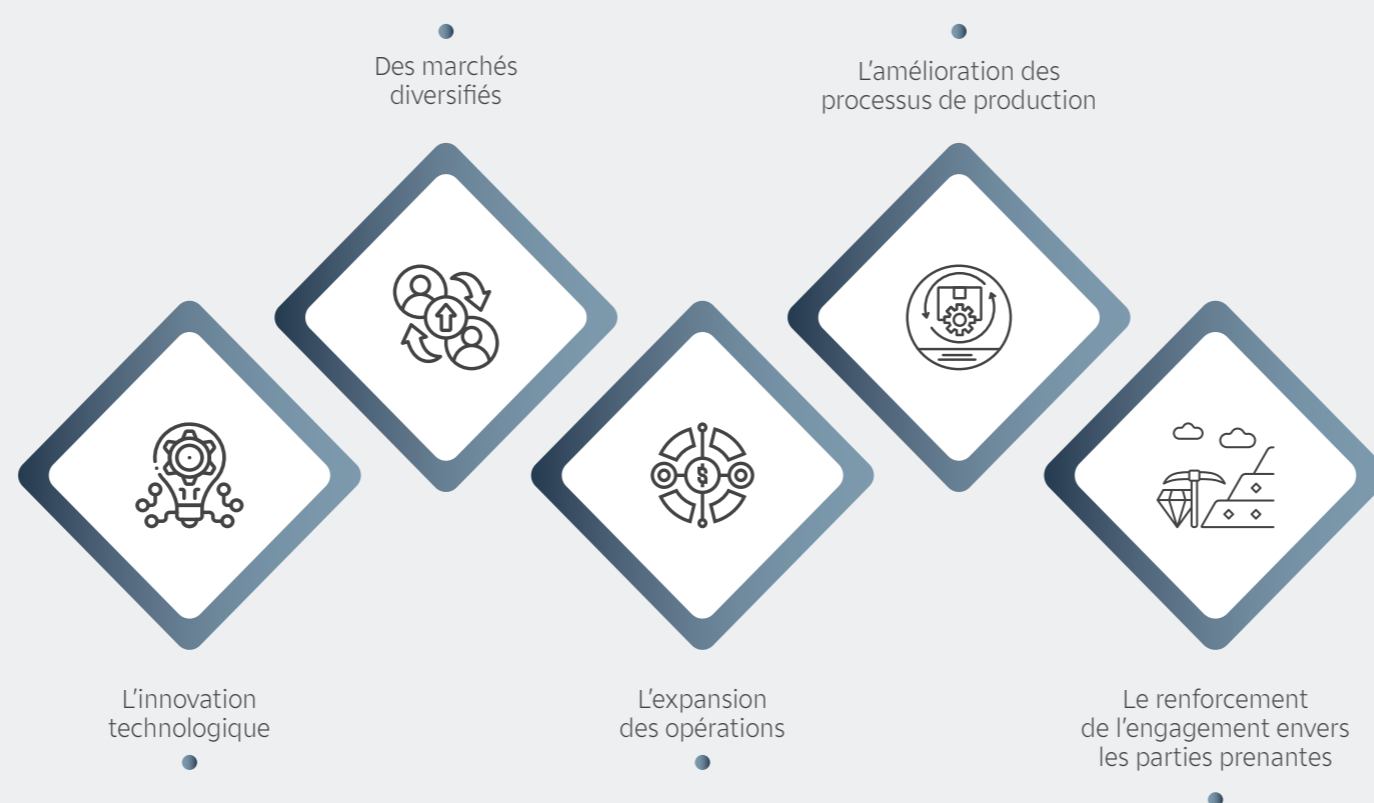 Des marchés
diversifiés
L'amélioration des
processus de production
L'innovation
technologique
L'expansion
des opérations
Le renforcement
de l'engagement envers
les parties prenantes